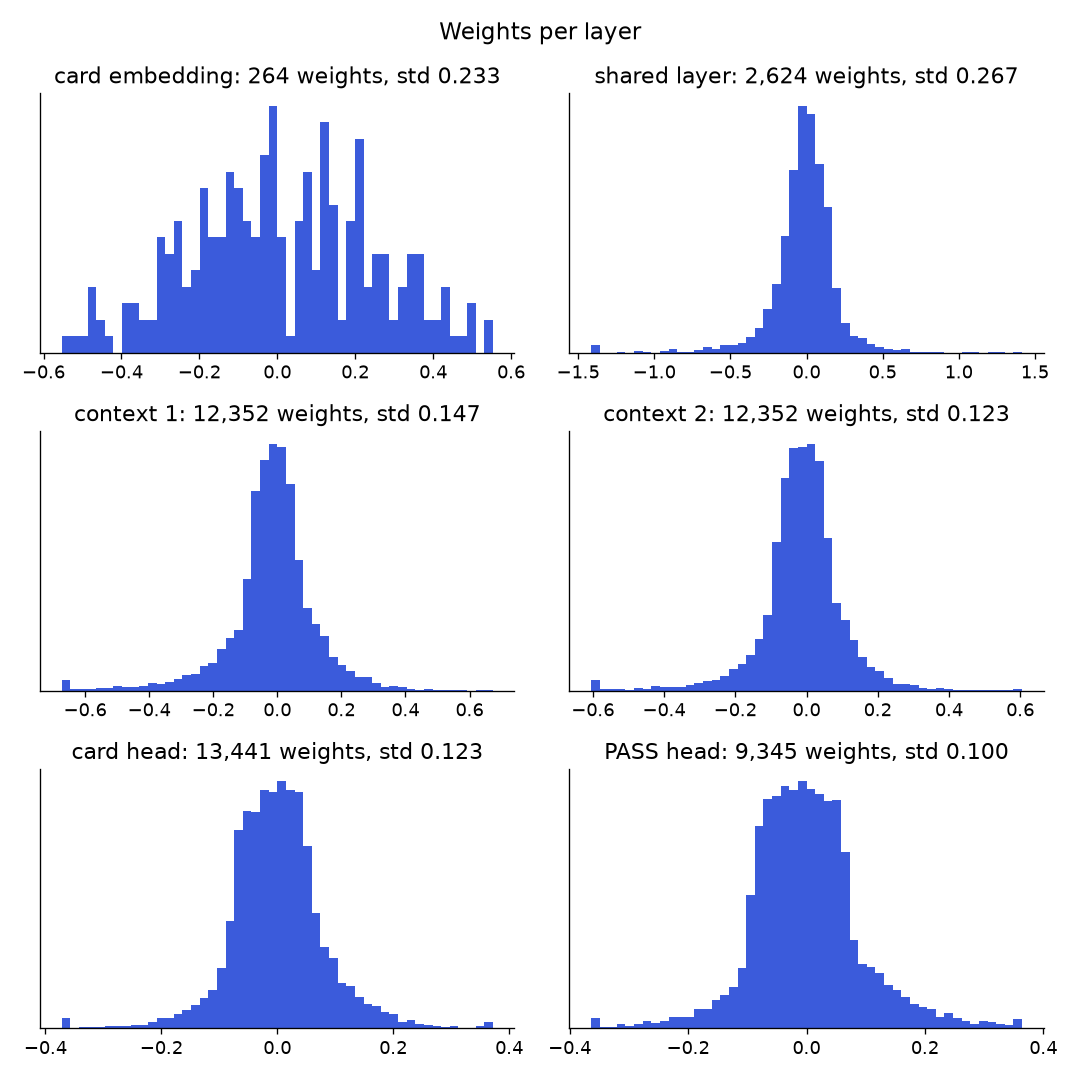 Weights per layer
card embedding: 264 weights, std 0.233
shared layer: 2,624 weights, std 0.267
−0.6 −0.4 −0.2 0.0 0.2 0.4 0.6
−1.5 −1.0 −0.5 0.0 0.5 1.0 1.5
context 1: 12,352 weights, std 0.147
context 2: 12,352 weights, std 0.123
−0.6 −0.4 −0.2 0.0 0.2 0.4 0.6
−0.6 −0.4 −0.2 0.0 0.2 0.4 0.6
card head: 13,441 weights, std 0.123
PASS head: 9,345 weights, std 0.100
−0.4 −0.2 0.0 0.2 0.4
−0.4 −0.2 0.0 0.2 0.4